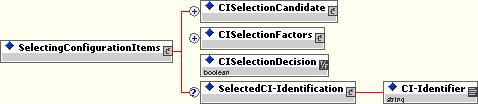 CISelectionCandidate
CISelectionFactors
SelectingConfigurationItems
CISelectionDecision
boolean
SelectedCI-Identification
CI-Identifier
string